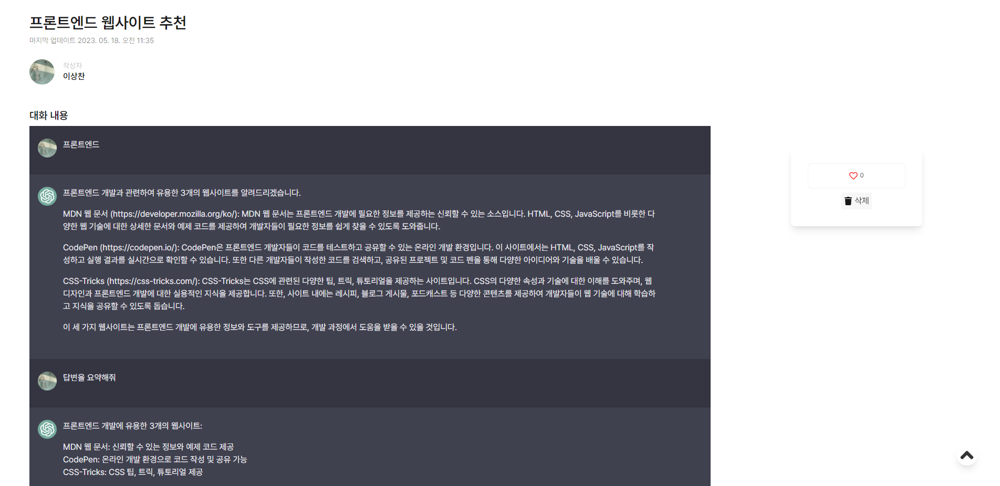 프론트엔드 웹사이트 추천
마지막 업데이트 2023. 05. 18. 오전 11:35
작성자
이상찬
대화 내용
프론트엔드
프론트엔드 개발과 관련하여 유용한 3개의 웹사이트를 알려드리겠습니다.
MDN 웹 문서 (https://developer.mozilla.org/ko/): MDN 웹 문서는 프론트엔드 개발에 필요한 정보를 제공하는 신뢰할 수 있는 소스입니다. HTML, CSS, JavaScript를 비롯한 다
양한 웹 기술에 대한 상세한 문서와 예제 코드를 제공하여 개발자들이 필요한 정보를 쉽게 찾을 수 있도록 도와줍니다.
CodePen (https://codepen.io/): CodePen은 프론트엔드 개발자들이 코드를 테스트하고 공유할 수 있는 온라인 개발 환경입니다. 이 사이트에서는 HTML, CSS, JavaScript를 작
성하고 실행 결과를 실시간으로 확인할 수 있습니다. 또한 다른 개발자들이 작성한 코드를 검색하고, 공유된 프로젝트 및 코드 펜을 통해 다양한 아이디어와 기술을 배울 수 있습니다.
CSS-Tricks (https://css-tricks.com/): CSS-Tricks는 CSS에 관련된 다양한 팁, 트릭, 튜토리얼을 제공하는 사이트입니다. CSS의 다양한 속성과 기술에 대한 이해를 도와주며, 웹
디자인과 프론트엔드 개발에 대한 실용적인 지식을 제공합니다. 또한, 사이트 내에는 레시피, 블로그 게시물, 포드캐스트 등 다양한 콘텐츠를 제공하여 개발자들이 웹 기술에 대해 학습하
고 지식을 공유할 수 있도록 돕습니다.
이 세 가지 웹사이트는 프론트엔드 개발에 유용한 정보와 도구를 제공하므로, 개발 과정에서 도움을 받을 수 있을 것입니다.
답변을 요약해줘
프론트엔드 개발에 유용한 3개의 웹사이트:
MDN 웹 문서: 신뢰할 수 있는 정보와 예제 코드 제공
CodePen: 온라인 개발 환경으로 코드 작성 및 공유 가능
CSS-Tricks: CSS 팁, 트릭, 튜토리얼 제공
0
삭제